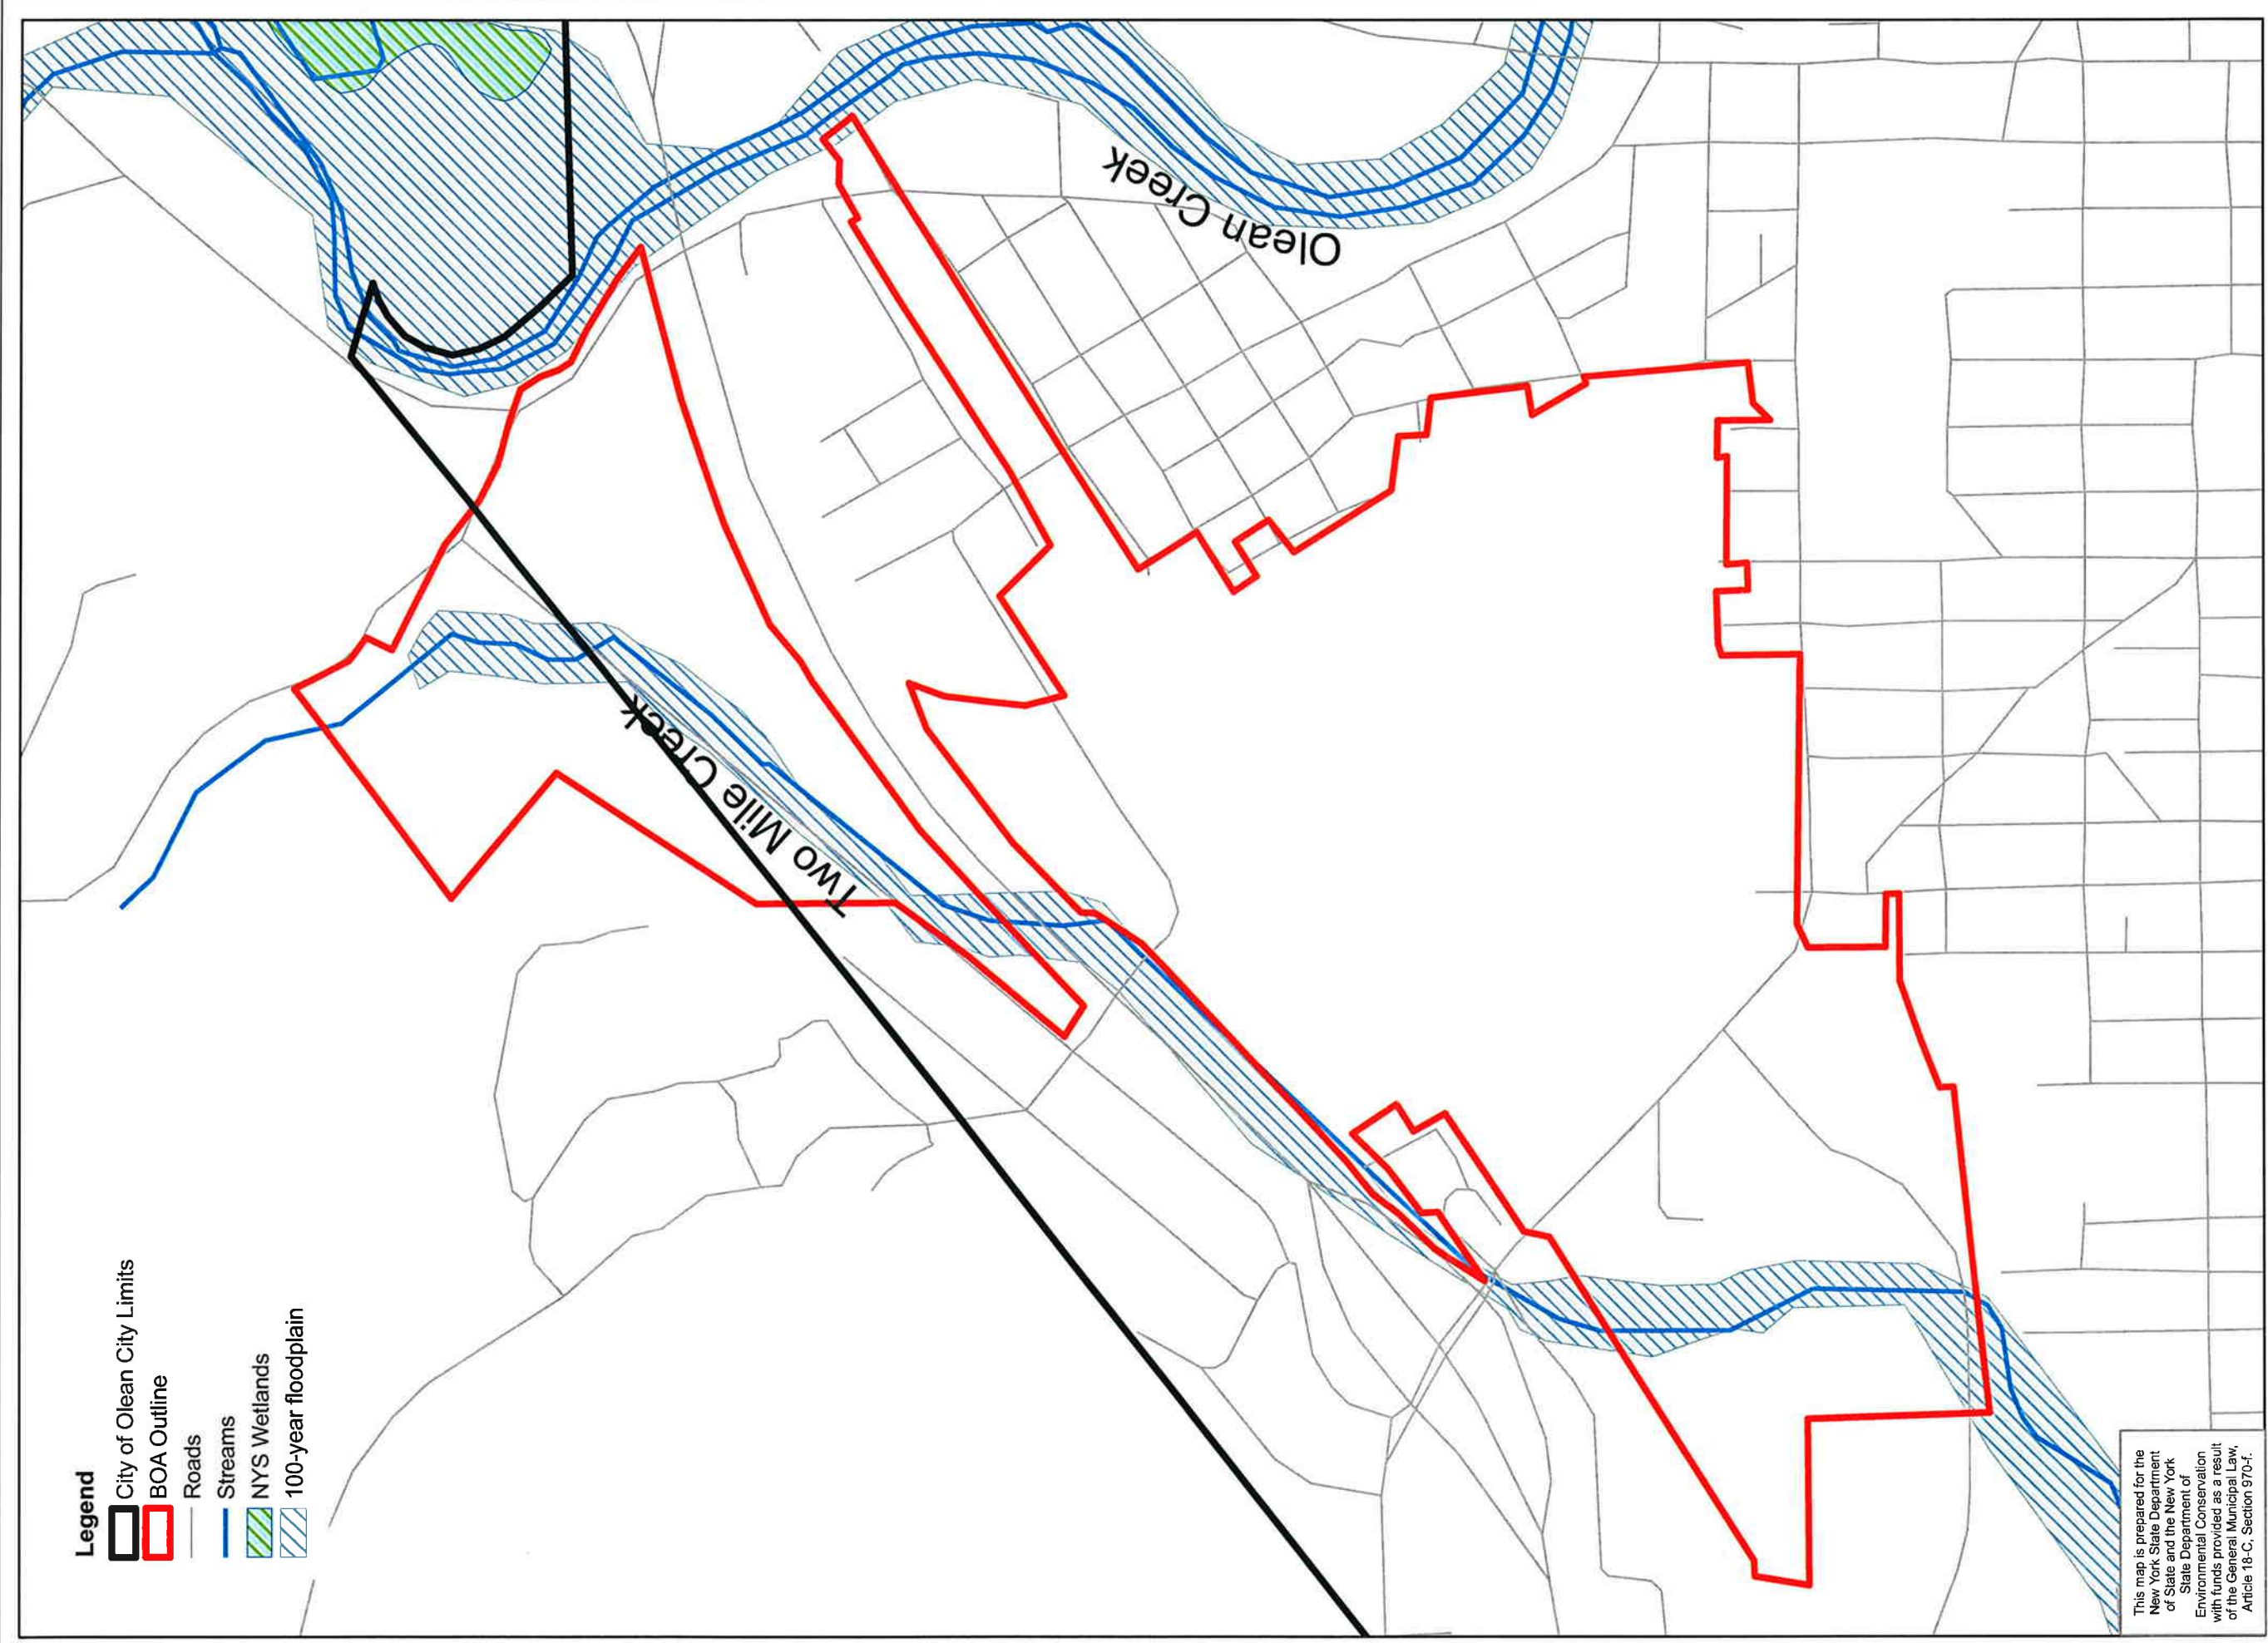 Legend
City of Olean City Limits
BOA Outline
Roads
Streams
NYS Wetlands
100-year floodplain
Olean Creek
Two Mile Creek
This map is prepared for the
New York State Department
of State and the New York
State Department of
Environmental Conservation
with funds provided as a result
of the General Municipal Law,
Article 18-C, Section 970-f.